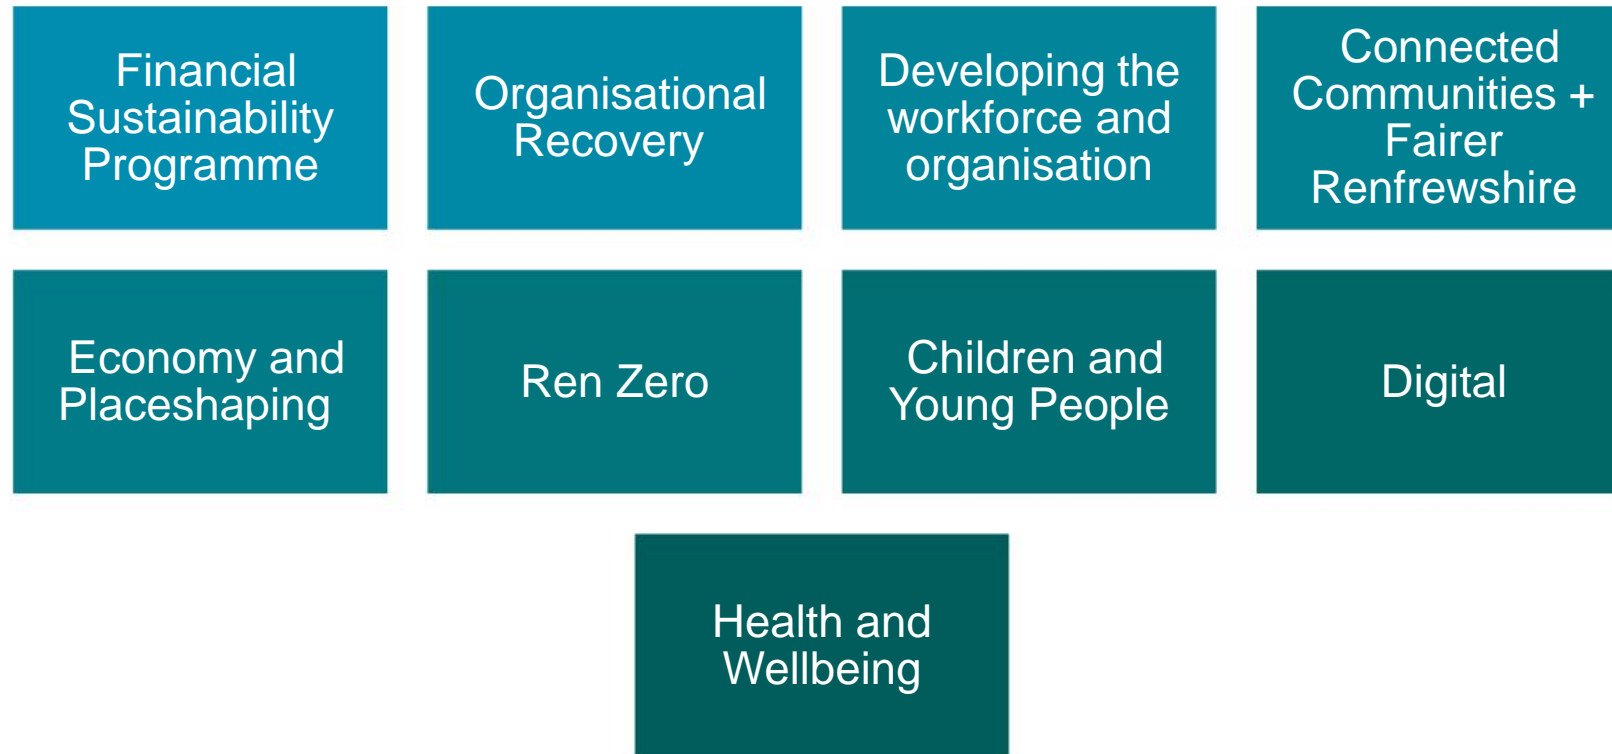 Financial
Sustainability
Programme
Organisational
Recovery
Developing the
workforce and
organisation
Connected
Communities +
Fairer
Renfrewshire
Economy and
Placeshaping
Ren Zero
Children and
Young People
Digital
Health and
Wellbeing